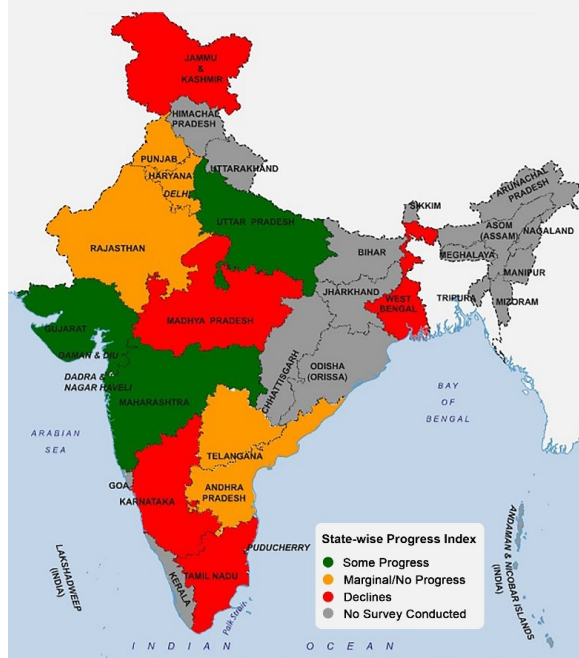 JAMMU
&
KASHMIR
HIMACHAL
PRADESH
PUNJAB
UTTARAKHAND
HARYANA
DELHI
ARUNACHAL
PRADESH
SIKKIM
UTTAR PRADESH
ASOM
(ASSAM)
NAGALAND
RAJASTHAN
BIHAR
MEGHALAYA
MANIPUR
JHARKHAND
TRIPURA
MIZORAM
WEST
BENGAL
MADHYA PRADESH
GUJARAT
CHHATTISGARH
ODISHA
(ORISSA)
DAMAN & DIU
DADRA &
NAGAR HAVELI
MAHARASHTRA
BAY
OF
BENGAL
ARABIAN
SEA
TELANGANA
GOA
KARNATAKA
ANDHRA
PRADESH
PUDUCHERRY
LAKSHADWEEP
(INDIA)
KERALA
TAMIL NADU
Palk Strait
ANDAMAN & NICOBAR ISLANDS
(INDIA)
State-wise Progress Index
Some Progress
Marginal/No Progress
Declines
No Survey Conducted
INDIAN OCEAN